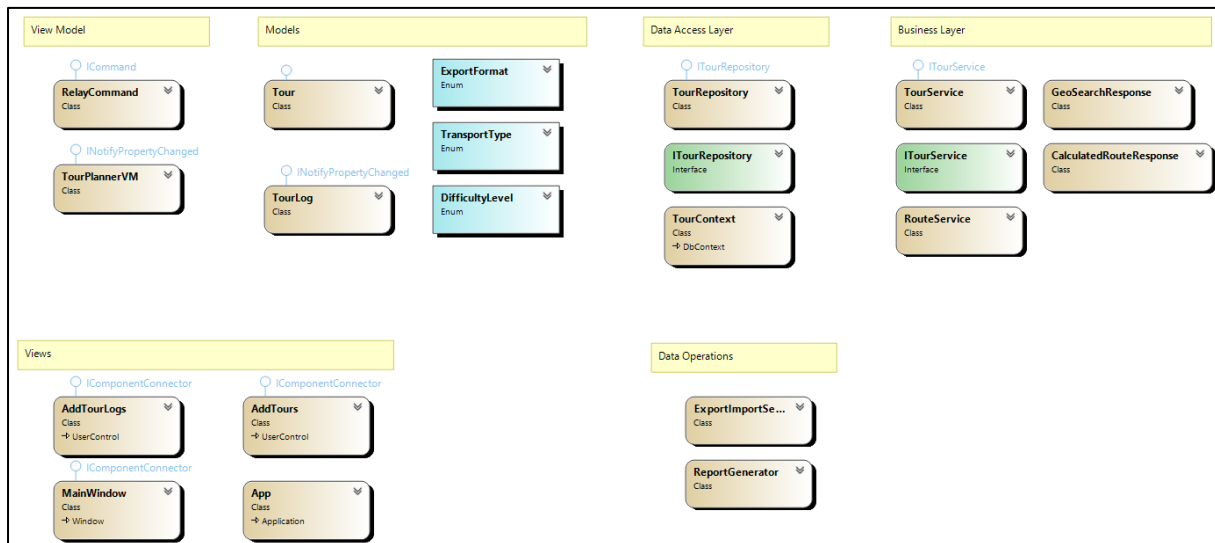 View Model
ICommand
RelayCommand
Class
INotifyPropertyChanged
TourPlannerVM
Class
Models
Tour
Class
INotifyPropertyChanged
TourLog
Class
ExportFormat
Enum
TransportType
Enum
DifficultyLevel
Enum
Data Access Layer
ITourRepository
TourRepository
Class
ITourRepository
Interface
TourContext
Class
DbContext
Business Layer
ITourService
TourService
Class
ITourService
Interface
RouteService
Class
GeoSearchResponse
Class
CalculatedRouteResponse
Class
Views
IComponentConnector
AddTourLogs
Class
UserControl
IComponentConnector
MainWindow
Class
Window
IComponentConnector
AddTours
Class
UserControl
App
Class
Application
Data Operations
ExportImportSe...
Class
ReportGenerator
Class